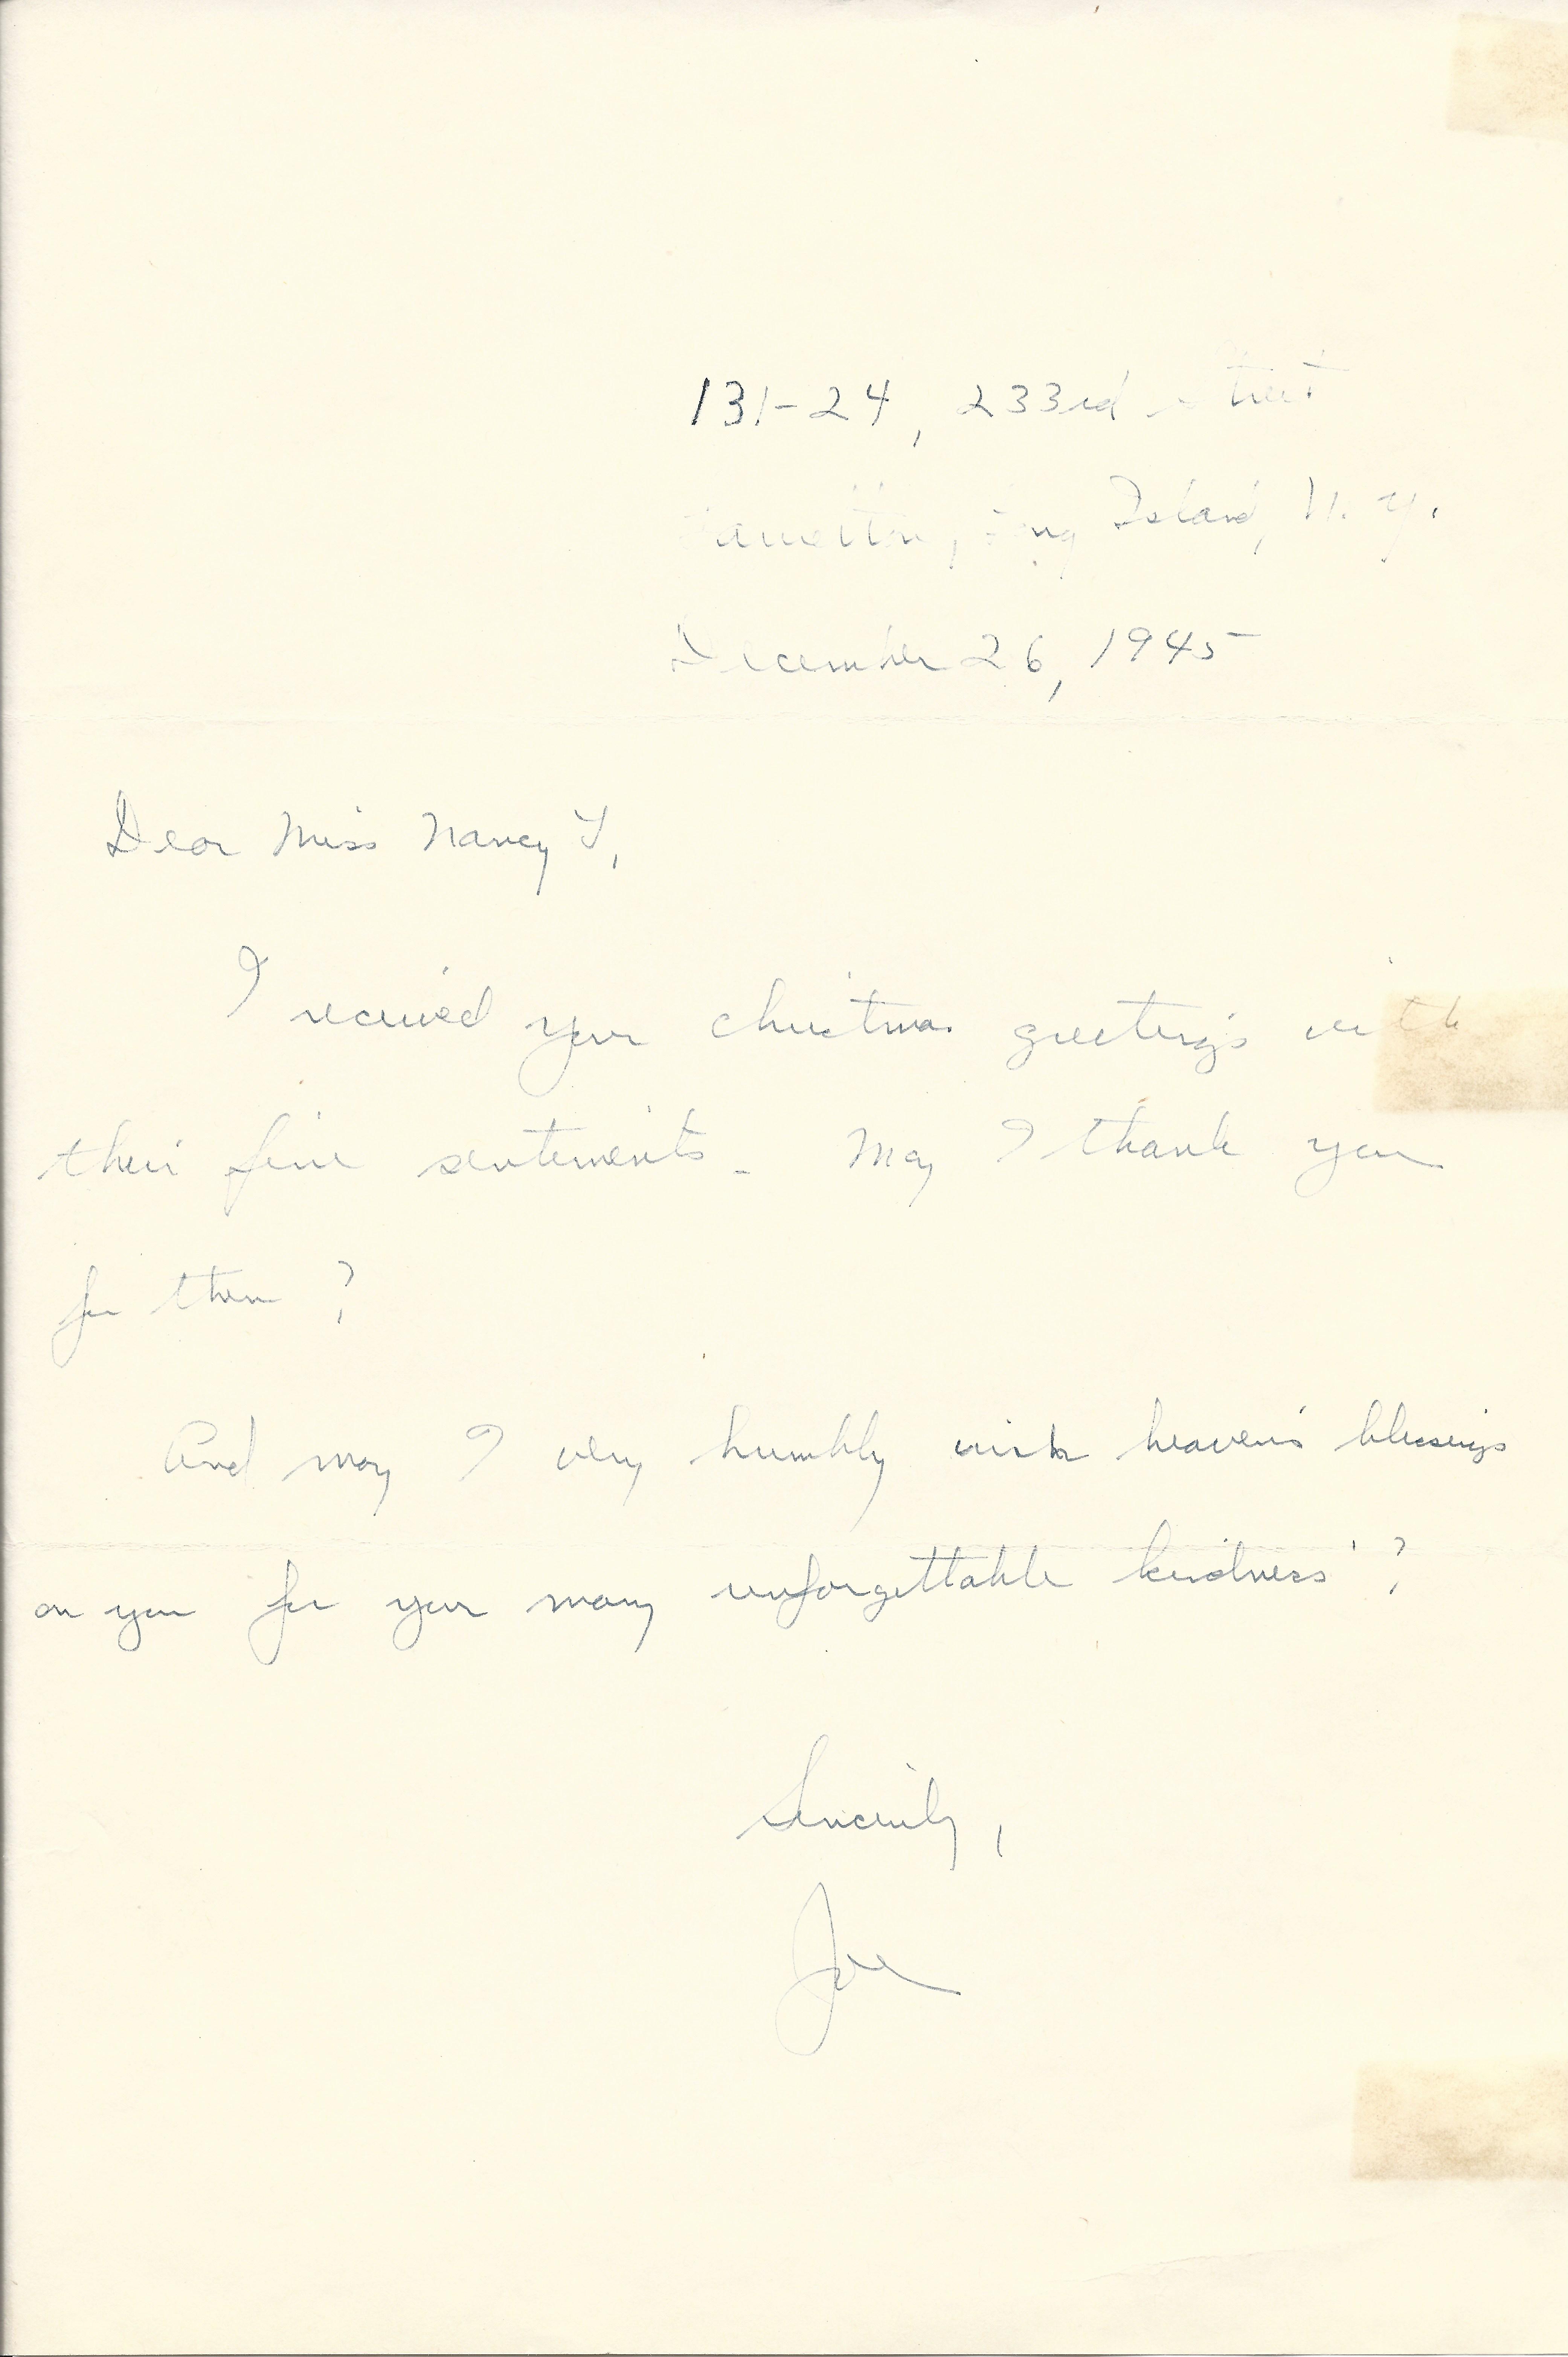 131-24, 233rd Street
Laurelton, Long Island, N. Y.
December 26, 1945
Dear Miss Nancy Y,
I received your christmas greetings with
their fine sentiments. May I thank you
for them ?
And may I very humbly wish heaven's blessings
on you for your many unforgettable kindness' ?
Sincerely,
Joe